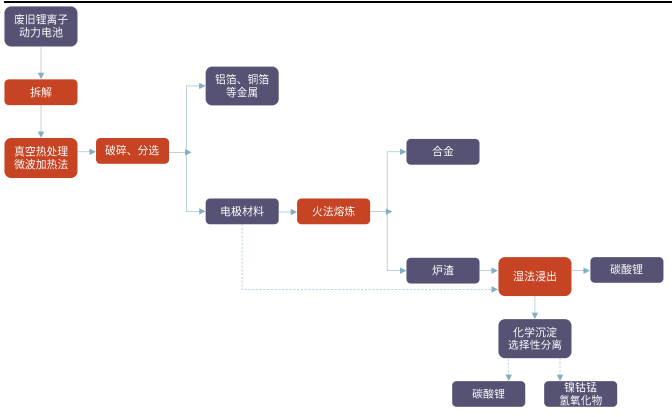 废旧锂离子
动力电池
拆解
真空热处理
微波加热法
破碎、分选
铝箔、铜箔
等金属
电极材料
火法熔炼
合金
炉渣
湿法浸出
碳酸锂
化学沉淀
选择性分离
碳酸锂
镍钴锰
氢氧化物